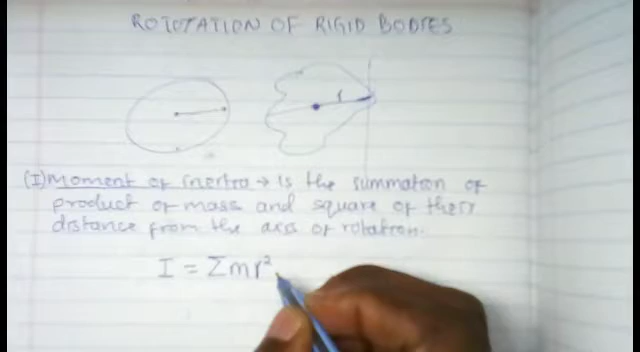 ROTOTATION OF RIGID BODIES
r
(I) Moment of inertia → is the summation of
product of mass and square of their
distance from the axis of rotation.
I = Σmr²